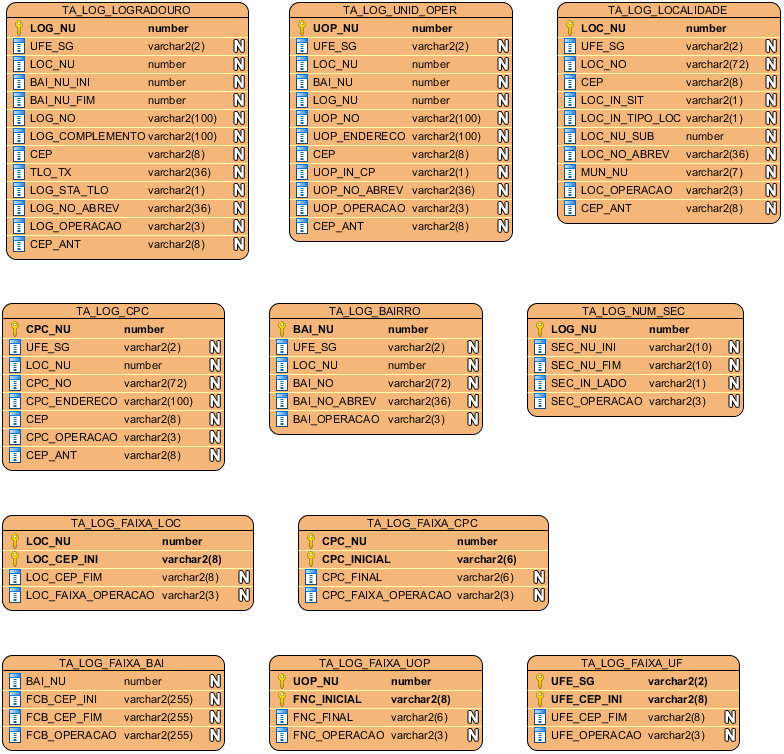 TA_LOG_LOGRADOURO
LOG_NU number
UFE_SG varchar2(2) N
LOC_NU number N
BAI_NU_INI number N
BAI_NU_FIM number N
LOG_NO varchar2(100) N
LOG_COMPLEMENTO varchar2(100) N
CEP varchar2(8) N
TLO_TX varchar2(36) N
LOG_STA_TLO varchar2(1) N
LOG_NO_ABREV varchar2(36) N
LOG_OPERACAO varchar2(3) N
CEP_ANT varchar2(8) N
TA_LOG_UNID_OPER
UOP_NU number
UFE_SG varchar2(2) N
LOC_NU number N
BAI_NU number N
LOG_NU number N
UOP_NO varchar2(100) N
UOP_ENDERECO varchar2(100) N
CEP varchar2(8) N
UOP_IN_CP varchar2(1) N
UOP_NO_ABREV varchar2(36) N
UOP_OPERACAO varchar2(3) N
CEP_ANT varchar2(8) N
TA_LOG_LOCALIDADE
LOC_NU number
UFE_SG varchar2(2) N
LOC_NO varchar2(72) N
CEP varchar2(8) N
LOC_IN_SIT varchar2(1) N
LOC_IN_TIPO_LOC varchar2(1) N
LOC_NU_SUB number N
LOC_NO_ABREV varchar2(36) N
MUN_NU varchar2(7) N
LOC_OPERACAO varchar2(3) N
CEP_ANT varchar2(8) N
TA_LOG_CPC
CPC_NU number
UFE_SG varchar2(2) N
LOC_NU number N
CPC_NO varchar2(72) N
CPC_ENDERECO varchar2(100) N
CEP varchar2(8) N
CPC_OPERACAO varchar2(3) N
CEP_ANT varchar2(8) N
TA_LOG_BAIRRO
BAI_NU number
UFE_SG varchar2(2) N
LOC_NU number N
BAI_NO varchar2(72) N
BAI_NO_ABREV varchar2(36) N
BAI_OPERACAO varchar2(3) N
TA_LOG_NUM_SEC
LOG_NU number
SEC_NU_INI varchar2(10) N
SEC_NU_FIM varchar2(10) N
SEC_IN_LADO varchar2(1) N
SEC_OPERACAO varchar2(3) N
TA_LOG_FAIXA_LOC
LOC_NU number
LOC_CEP_INI varchar2(8)
LOC_CEP_FIM varchar2(8) N
LOC_FAIXA_OPERACAO varchar2(3) N
TA_LOG_FAIXA_CPC
CPC_NU number
CPC_INICIAL varchar2(6)
CPC_FINAL varchar2(6) N
CPC_FAIXA_OPERACAO varchar2(3) N
TA_LOG_FAIXA_BAI
BAI_NU number N
FCB_CEP_INI varchar2(255) N
FCB_CEP_FIM varchar2(255) N
FCB_OPERACAO varchar2(255) N
TA_LOG_FAIXA_UOP
UOP_NU number
FNC_INICIAL varchar2(8)
FNC_FINAL varchar2(6) N
FNC_OPERACAO varchar2(3) N
TA_LOG_FAIXA_UF
UFE_SG varchar2(2)
UFE_CEP_INI varchar2(8)
UFE_CEP_FIM varchar2(8) N
UFE_OPERACAO varchar2(3) N